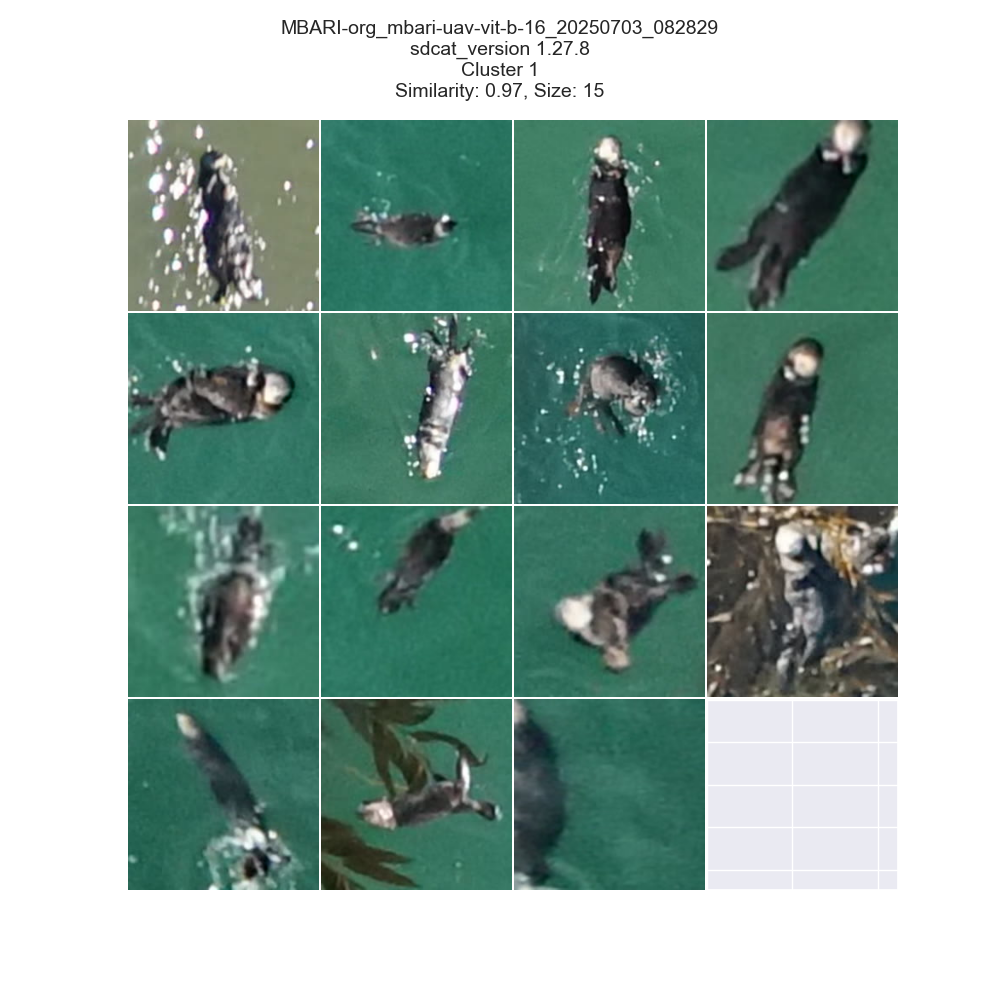 MBARI-org_mbari-uav-vit-b-16_20250703_082829
sdcat_version 1.27.8
Cluster 1
Similarity: 0.97, Size: 15